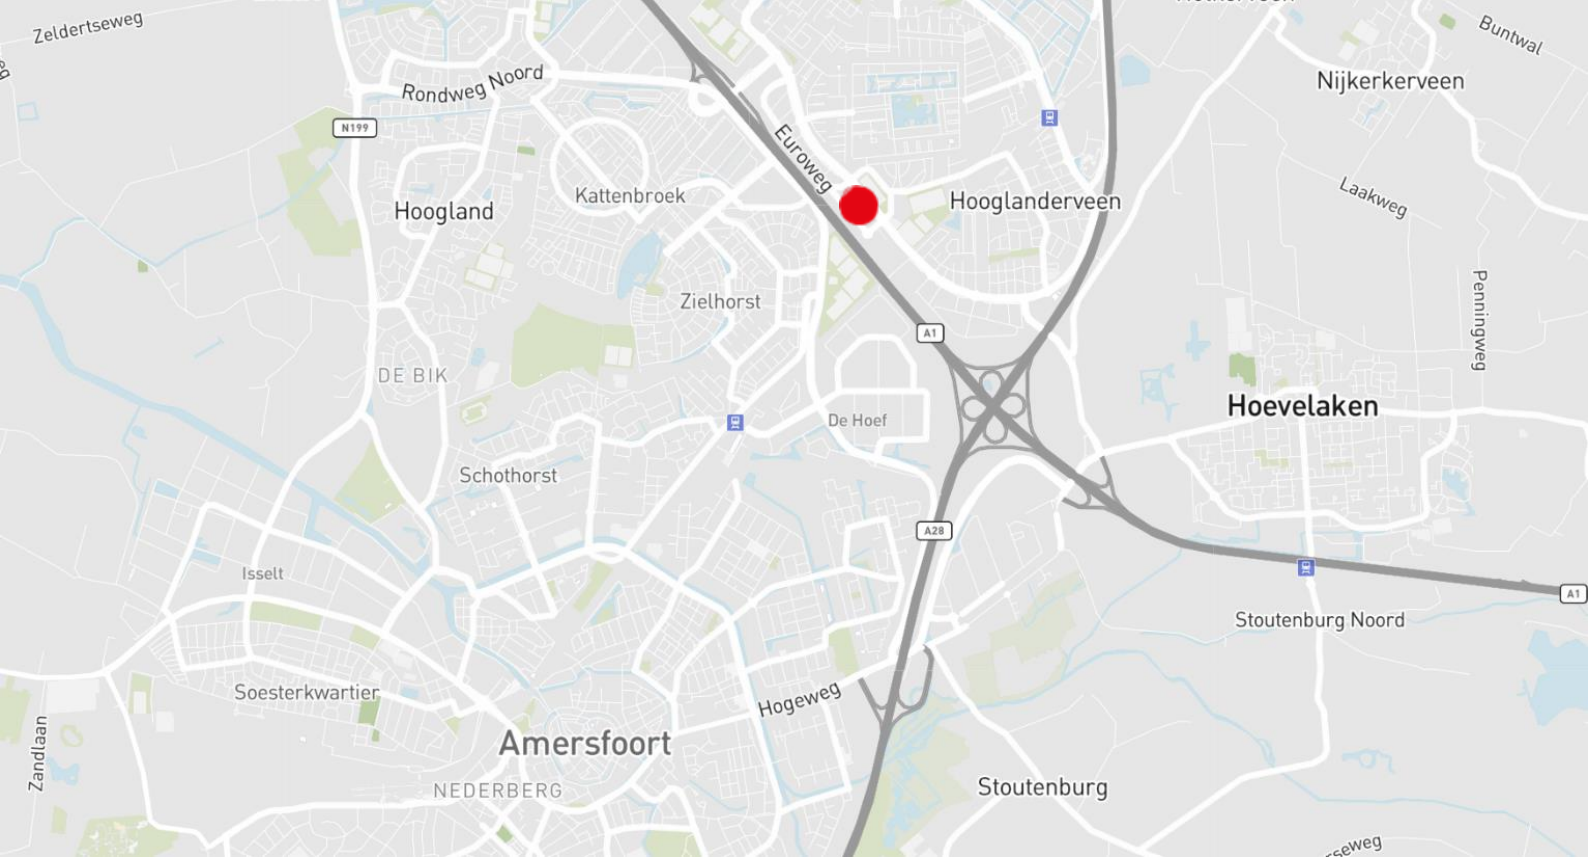 Zeldertseweg
Buntwal
Rondweg Noord
Nijkerkerveen
N199
Euroweg
Kattenbroek
Hooglanderveen
Laakweg
Hoogland
Zielhorst
Penningweg
A1
DE BIK
Hoevelaken
De Hoef
Schothorst
A28
Isselt
A1
Stoutenburg Noord
Soesterkwartier
Hogeweg
Zandlaan
Amersfoort
NEDERBERG
Stoutenburg